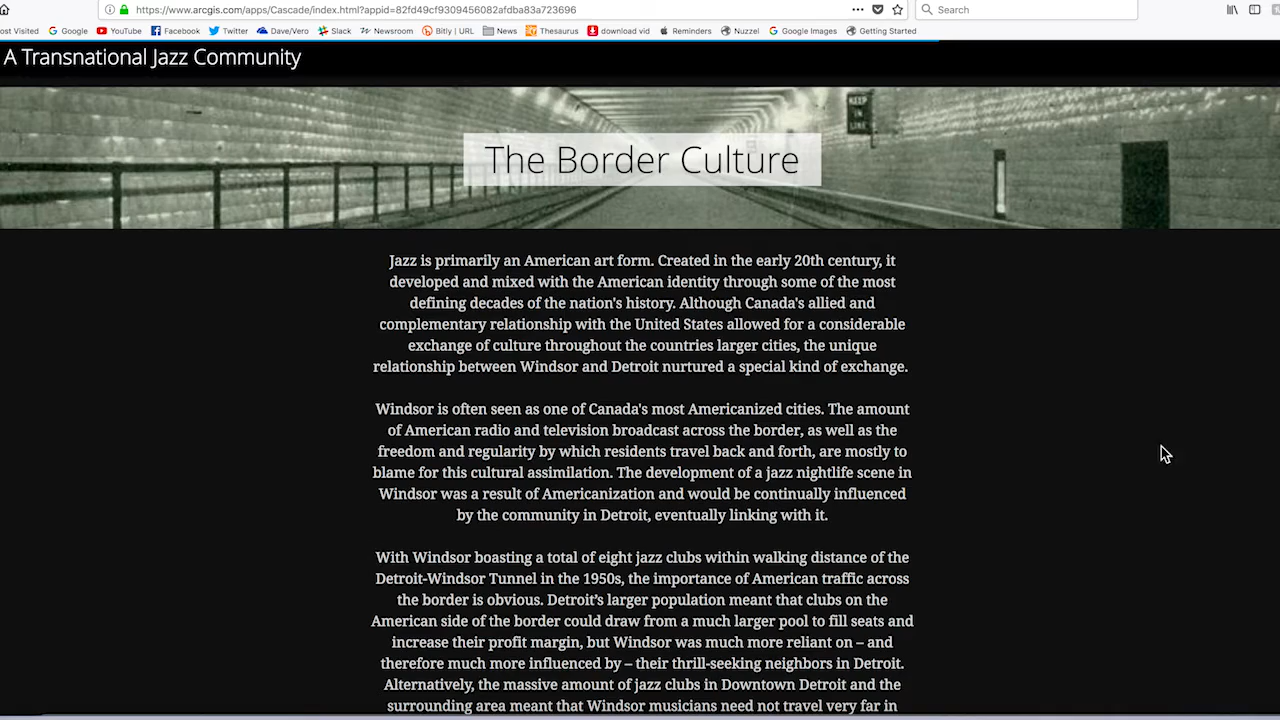 https://www.arcgis.com/apps/Cascade/index.html?appid=82fd49cf9309456082afdba83a723696
Search
ost Visited Google YouTube Facebook Twitter Dave/Vero Slack Newsroom Bitly | URL News Thesaurus download vid Reminders Nuzzel Google Images Getting Started
A Transnational Jazz Community
KEEP
IN
LINE
The Border Culture
Jazz is primarily an American art form. Created in the early 20th century, it
developed and mixed with the American identity through some of the most
defining decades of the nation's history. Although Canada's allied and
complementary relationship with the United States allowed for a considerable
exchange of culture throughout the countries larger cities, the unique
relationship between Windsor and Detroit nurtured a special kind of exchange.
Windsor is often seen as one of Canada's most Americanized cities. The amount
of American radio and television broadcast across the border, as well as the
freedom and regularity by which residents travel back and forth, are mostly to
blame for this cultural assimilation. The development of a jazz nightlife scene in
Windsor was a result of Americanization and would be continually influenced
by the community in Detroit, eventually linking with it.
With Windsor boasting a total of eight jazz clubs within walking distance of the
Detroit-Windsor Tunnel in the 1950s, the importance of American traffic across
the border is obvious. Detroit’s larger population meant that clubs on the
American side of the border could draw from a much larger pool to fill seats and
increase their profit margin, but Windsor was much more reliant on – and
therefore much more influenced by – their thrill-seeking neighbors in Detroit.
Alternatively, the massive amount of jazz clubs in Downtown Detroit and the
surrounding area meant that Windsor musicians need not travel very far in